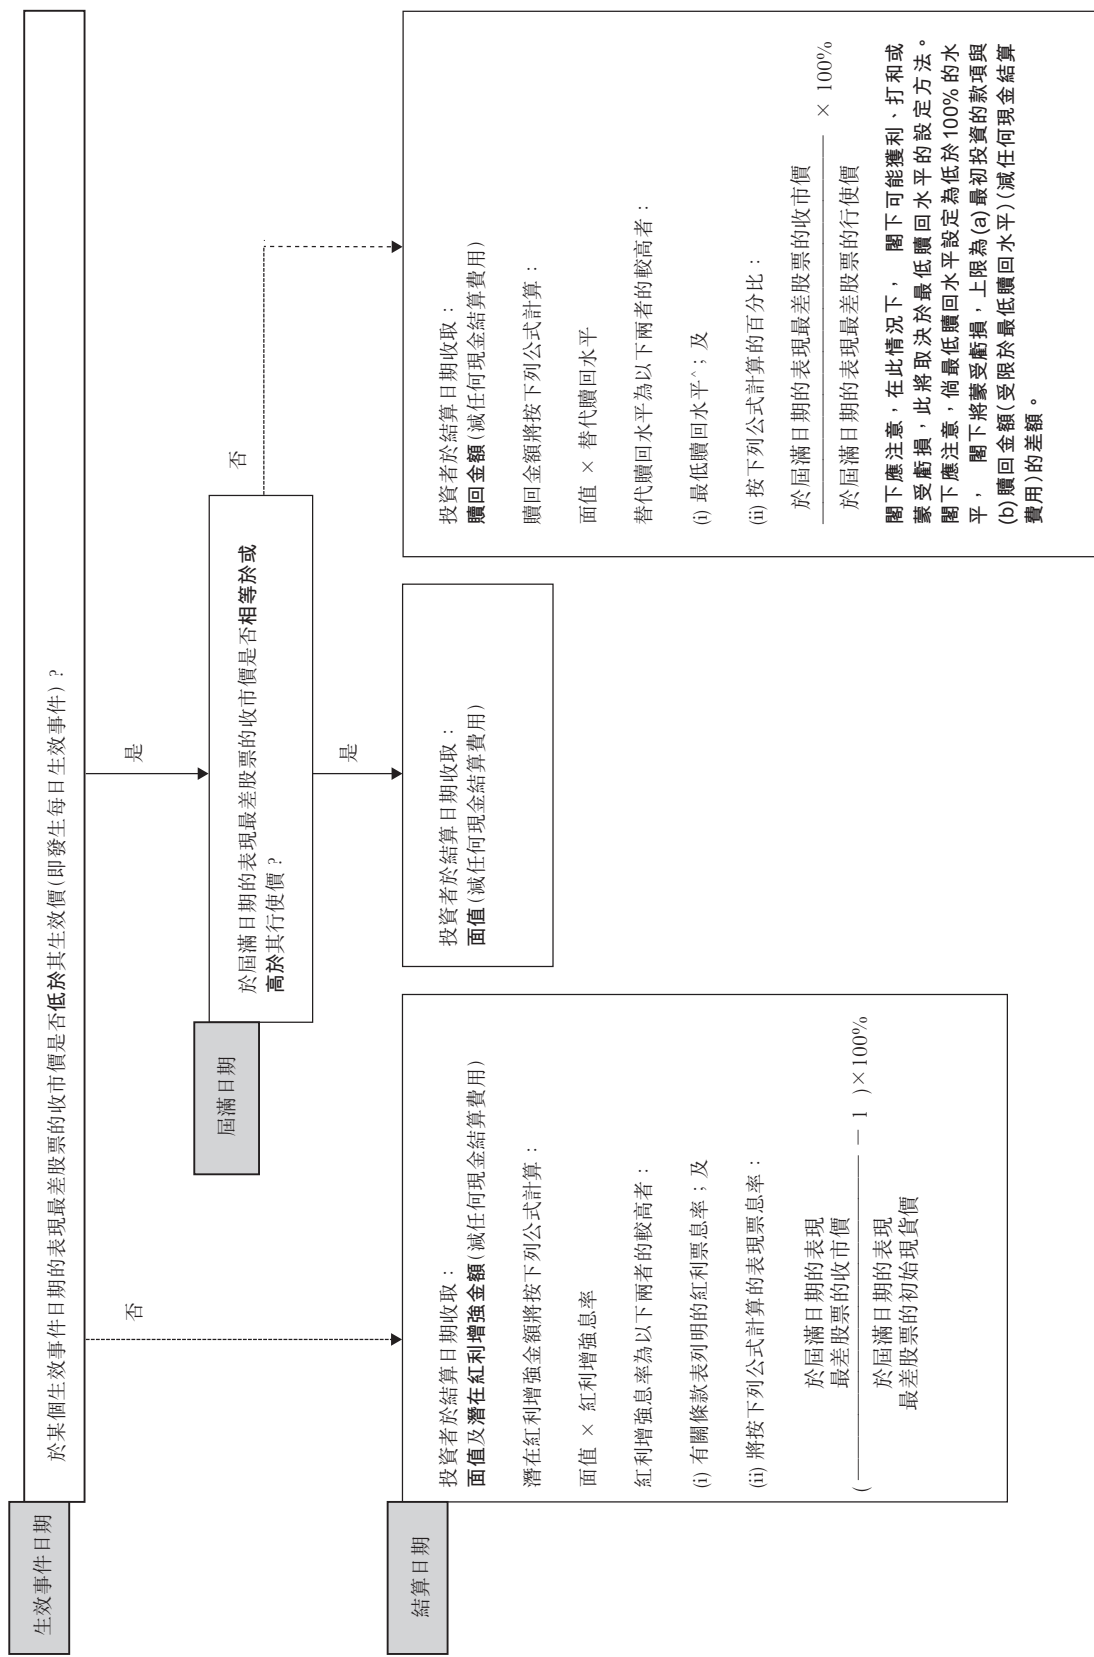 生效事件日期
於某個生效事件日期的表現最差股票的收市價是否低於其生效價(即發生每日生效事件)?
否
是
屆滿日期
於屆滿日期的表現最差股票的收市價是否相等於或
高於其行使價?
是
否
結算日期
投資者於結算日期收取:
面值及潛在紅利增強金額(減任何現金結算費用)
潛在紅利增強金額將按下列公式計算:
面值 × 紅利增強息率
紅利增強息率為以下兩者的較高者:
(i) 有關條款表列明的紅利票息率;及
(ii) 將按下列公式計算的表現票息率:
於屆滿日期的表現
最差股票的收市價
( — 1 )×100%
於屆滿日期的表現
最差股票的初始現貨價
投資者於結算日期收取:
面值(減任何現金結算費用)
投資者於結算日期收取:
贖回金額(減任何現金結算費用)
贖回金額將按下列公式計算:
面值 × 替代贖回水平
替代贖回水平為以下兩者的較高者:
(i) 最低贖回水平^;及
(ii) 按下列公式計算的百分比:
於屆滿日期的表現最差股票的收市價
× 100%
於屆滿日期的表現最差股票的行使價
閣下應注意,在此情況下, 閣下可能獲利、打和或
蒙受虧損,此將取決於最低贖回水平的設定方法。
閣下應注意,倘最低贖回水平設定為低於100%的水
平, 閣下將蒙受虧損,上限為(a)最初投資的款項與
(b)贖回金額(受限於最低贖回水平)(減任何現金結算
費用)的差額。